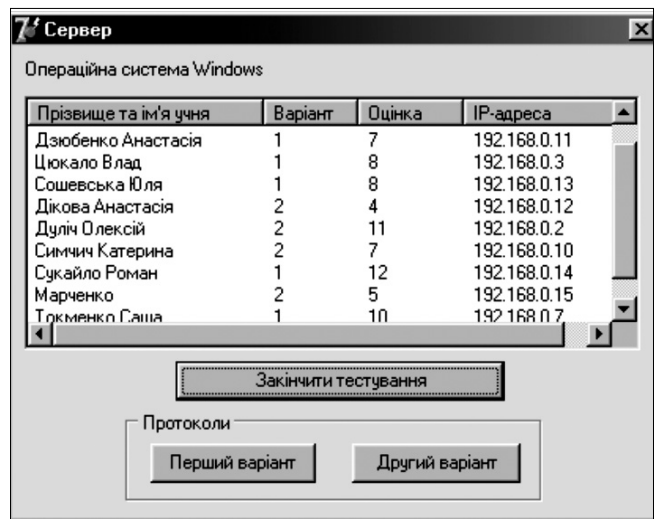 Сервер
Операційна система Windows
Прізвище та ім'я учня Варіант Оцінка IP-адреса
Дзюбенко Анастасія 1 7 192.168.0.11
Цюкало Влад 1 8 192.168.0.3
Сошевська Юля 1 8 192.168.0.13
Дікова Анастасія 2 4 192.168.0.12
Дуліч Олексій 2 11 192.168.0.2
Симчич Катерина 2 7 192.168.0.10
Сукайло Роман 1 12 192.168.0.14
Марченко 2 5 192.168.0.15
Токменко Саша 1 10 192.168.0.7
Закінчити тестування
Протоколи
Перший варіант Другий варіант